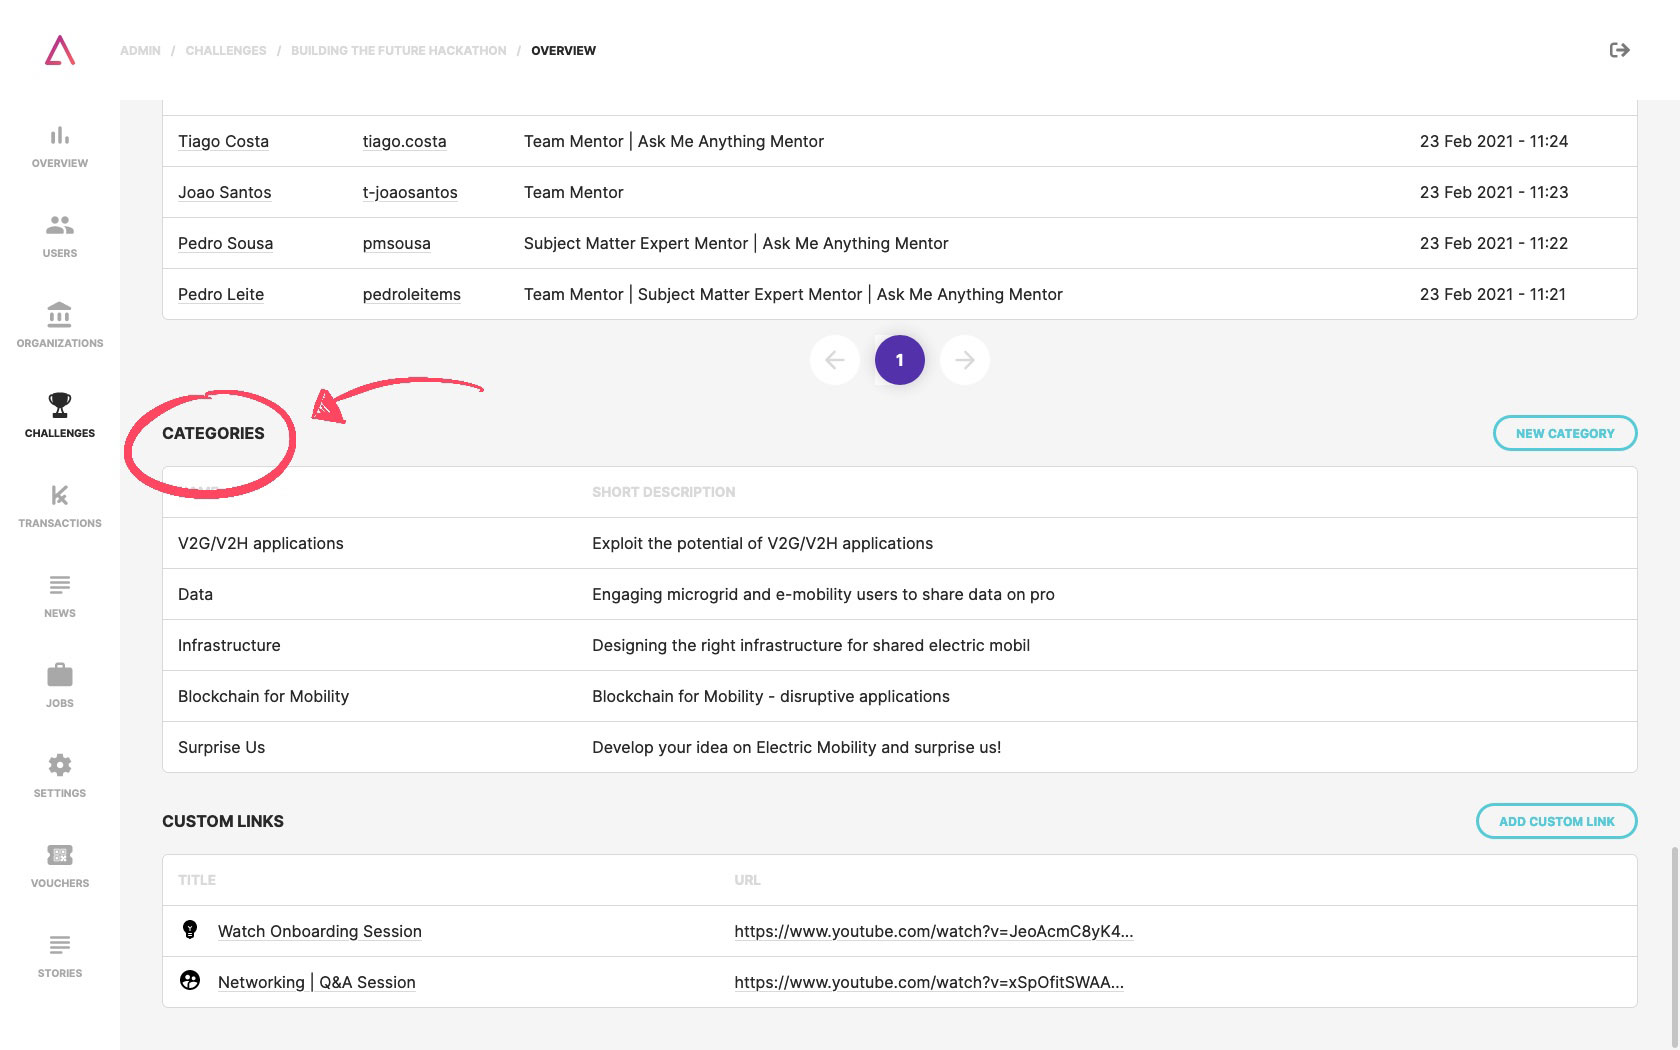 ADMIN / CHALLENGES / BUILDING THE FUTURE HACKATHON / OVERVIEW
OVERVIEW
USERS
ORGANIZATIONS
CHALLENGES
TRANSACTIONS
NEWS
JOBS
SETTINGS
VOUCHERS
STORIES
Tiago Costa tiago.costa Team Mentor | Ask Me Anything Mentor 23 Feb 2021 - 11:24
Joao Santos t-joaosantos Team Mentor 23 Feb 2021 - 11:23
Pedro Sousa pmsousa Subject Matter Expert Mentor | Ask Me Anything Mentor 23 Feb 2021 - 11:22
Pedro Leite pedroleitems Team Mentor | Subject Matter Expert Mentor | Ask Me Anything Mentor 23 Feb 2021 - 11:21
1
CATEGORIES NEW CATEGORY
SHORT DESCRIPTION
V2G/V2H applications Exploit the potential of V2G/V2H applications
Data Engaging microgrid and e-mobility users to share data on pro
Infrastructure Designing the right infrastructure for shared electric mobil
Blockchain for Mobility Blockchain for Mobility - disruptive applications
Surprise Us Develop your idea on Electric Mobility and surprise us!
CUSTOM LINKS ADD CUSTOM LINK
TITLE URL
Watch Onboarding Session https://www.youtube.com/watch?v=JeoAcmC8yK4...
Networking | Q&A Session https://www.youtube.com/watch?v=xSpOfitSWAA...